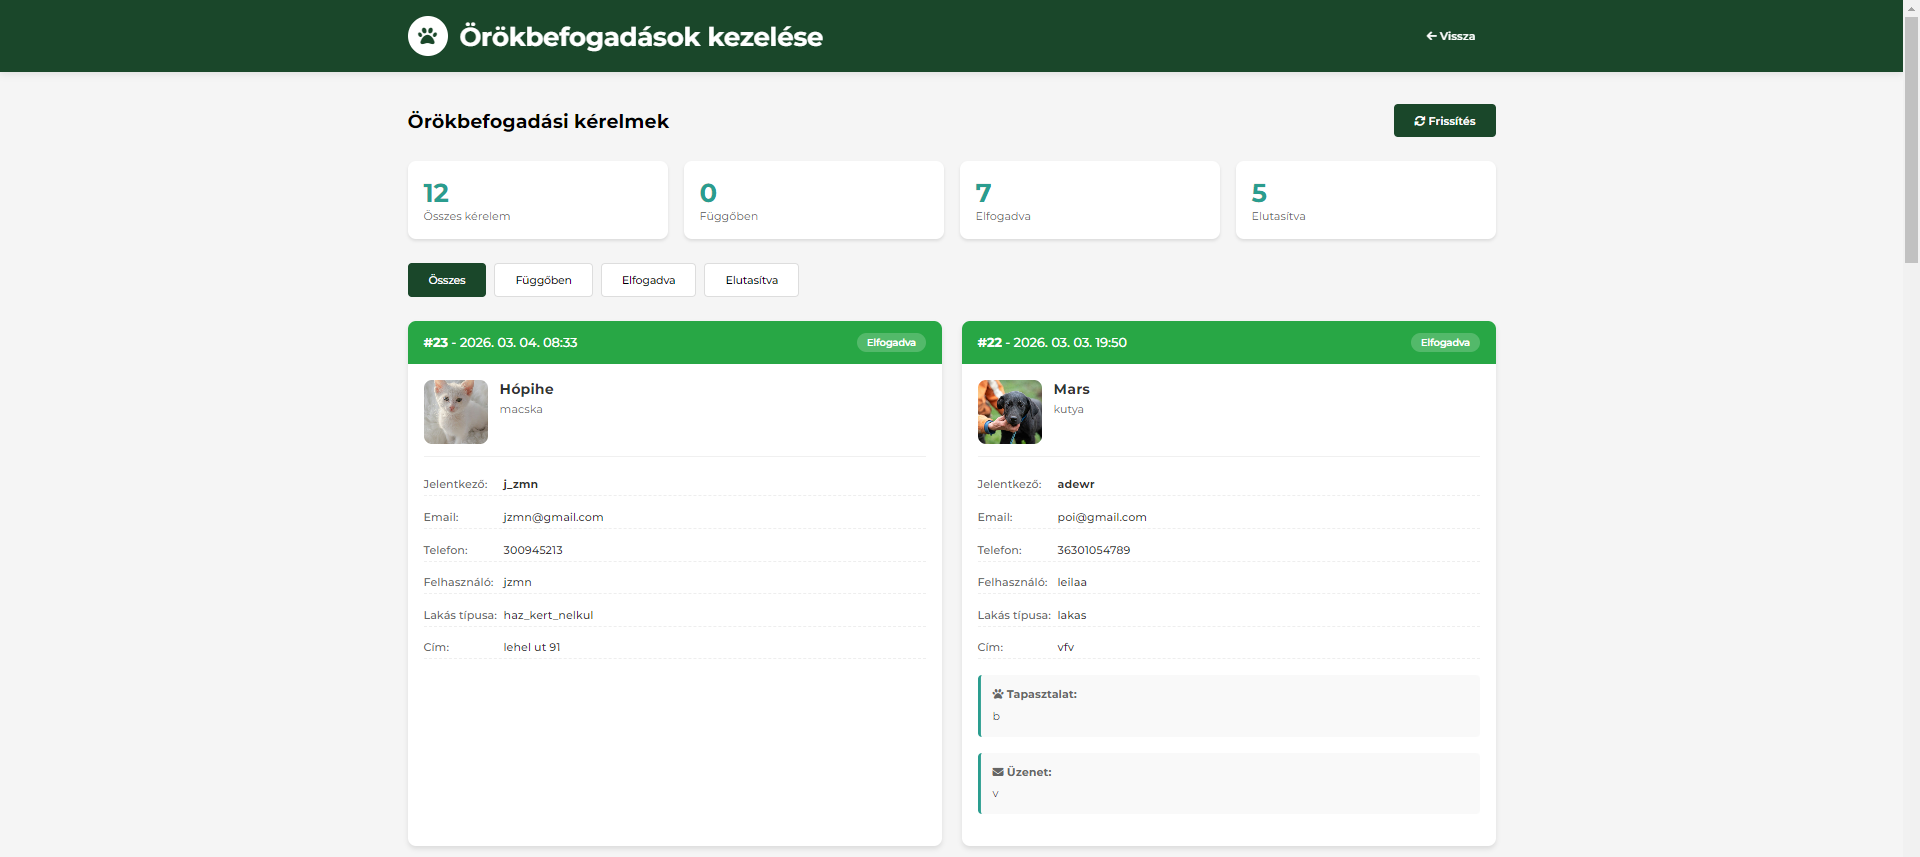 Örökbefogadások kezelése
Vissza
Örökbefogadási kérelmek
Frissítés
12
Összes kérelem
0
Függőben
7
Elfogadva
5
Elutasítva
Összes
Függőben
Elfogadva
Elutasítva
#23 - 2026. 03. 04. 08:33
Elfogadva
Hópihe
macska
Jelentkező: j_zmn
Email: jzmn@gmail.com
Telefon: 300945213
Felhasználó: jzmn
Lakás típusa: haz_kert_nelkul
Cím: lehel ut 91
#22 - 2026. 03. 03. 19:50
Elfogadva
Mars
kutya
Jelentkező: adewr
Email: poi@gmail.com
Telefon: 36301054789
Felhasználó: leilaa
Lakás típusa: lakas
Cím: vfv
Tapasztalat:
b
Üzenet:
v